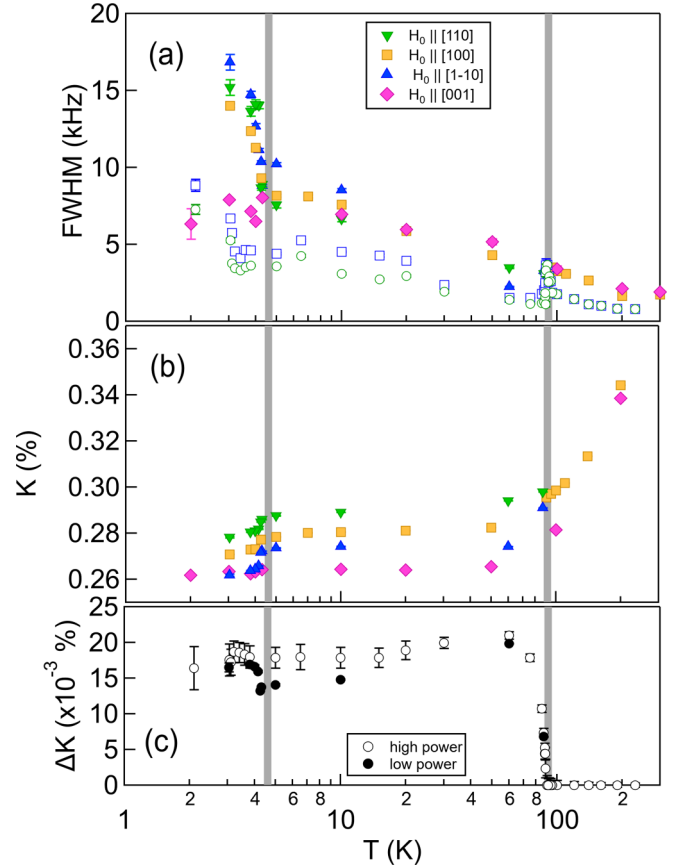 (a)
H₀ || [110]
H₀ || [100]
H₀ || [1-10]
H₀ || [001]
20
15
10
5
0
FWHM (kHz)
(b)
0.36
0.34
0.32
0.30
0.28
0.26
K (%)
(c)
25
20
15
10
5
0
ΔK (x10⁻³ %)
high power
low power
1
2
4
6
8
10
2
4
6
8
100
2
T (K)